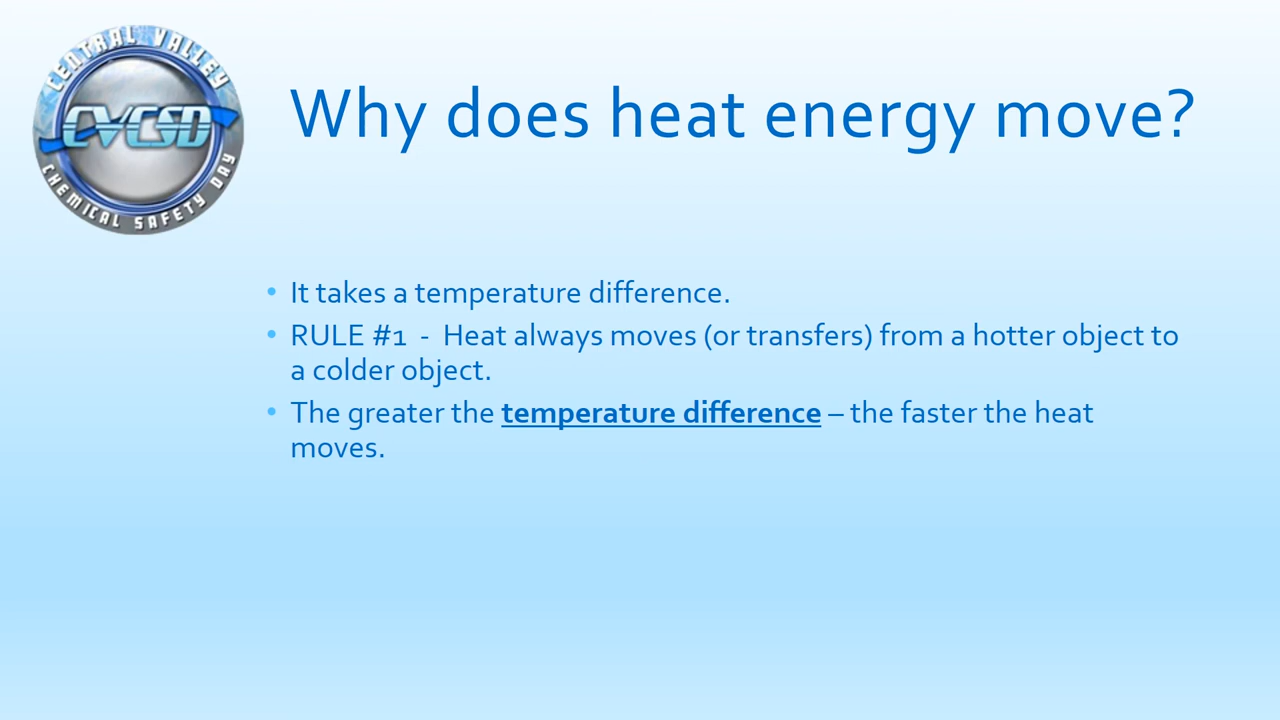 CENTRAL VALLEY
CVCSD
CHEMICAL SAFETY DAY
Why does heat energy move?
• It takes a temperature difference.
• RULE #1 - Heat always moves (or transfers) from a hotter object to
a colder object.
• The greater the temperature difference – the faster the heat
moves.